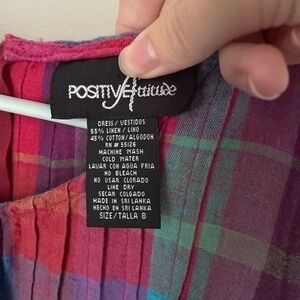 POSITIVE Attitude
DRESS/VESTIDOS
55% LINEN/LINO
45% COTTON/ALGODON
RN # 55126
MACHINE WASH
COLD WATER
LAVAR CON AGUA FRIA
NO BLEACH
NO USAR CLORADO
LINE DRY
SECAR COLGADO
MADE IN SRI LANKA
HECHO EN SRI LANKA
SIZE/TALLA 8